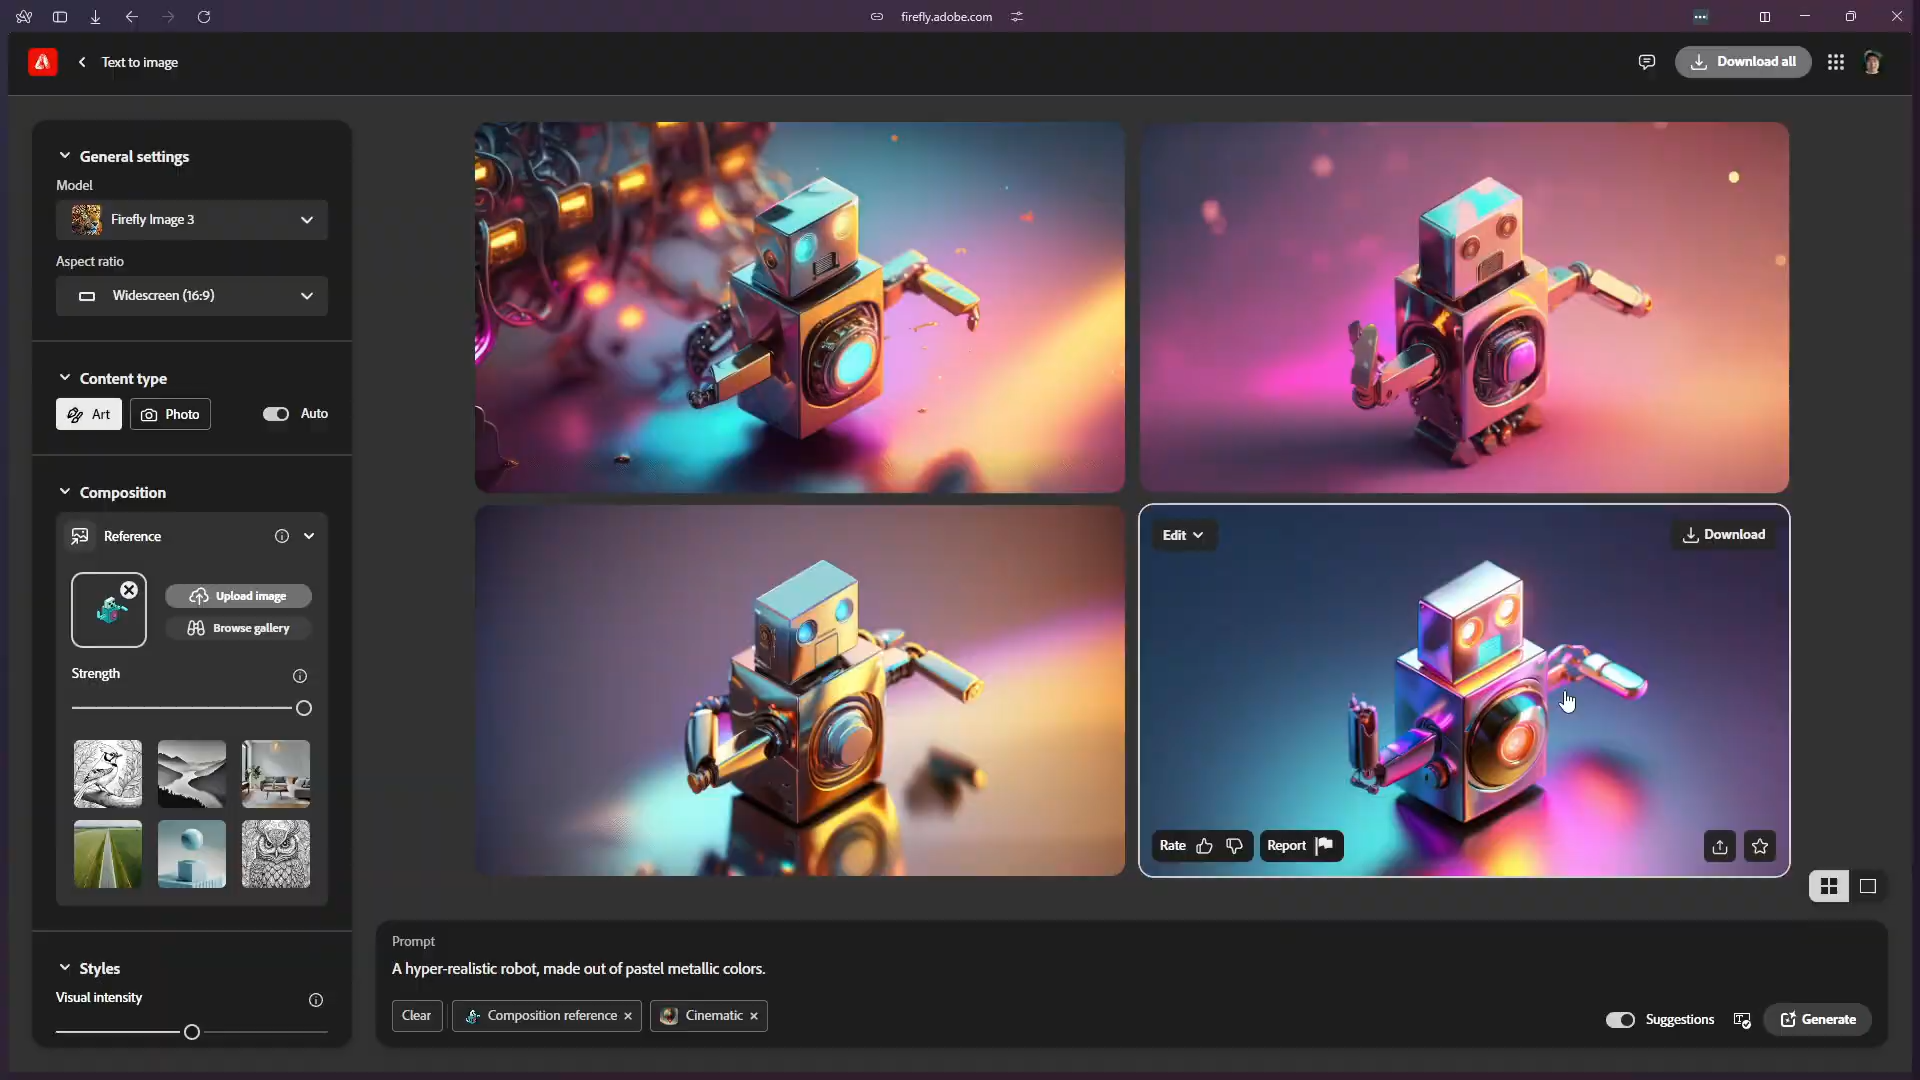 firefly.adobe.com
Text to image
Download all
General settings
Model
Firefly Image 3
Aspect ratio
Widescreen (16:9)
Content type
Art
Photo
Auto
Composition
Reference
Upload image
Browse gallery
Strength
Styles
Visual intensity
Edit
Download
Rate
Report
Prompt
A hyper-realistic robot, made out of pastel metallic colors.
Clear
Composition reference
Cinematic
Suggestions
Generate